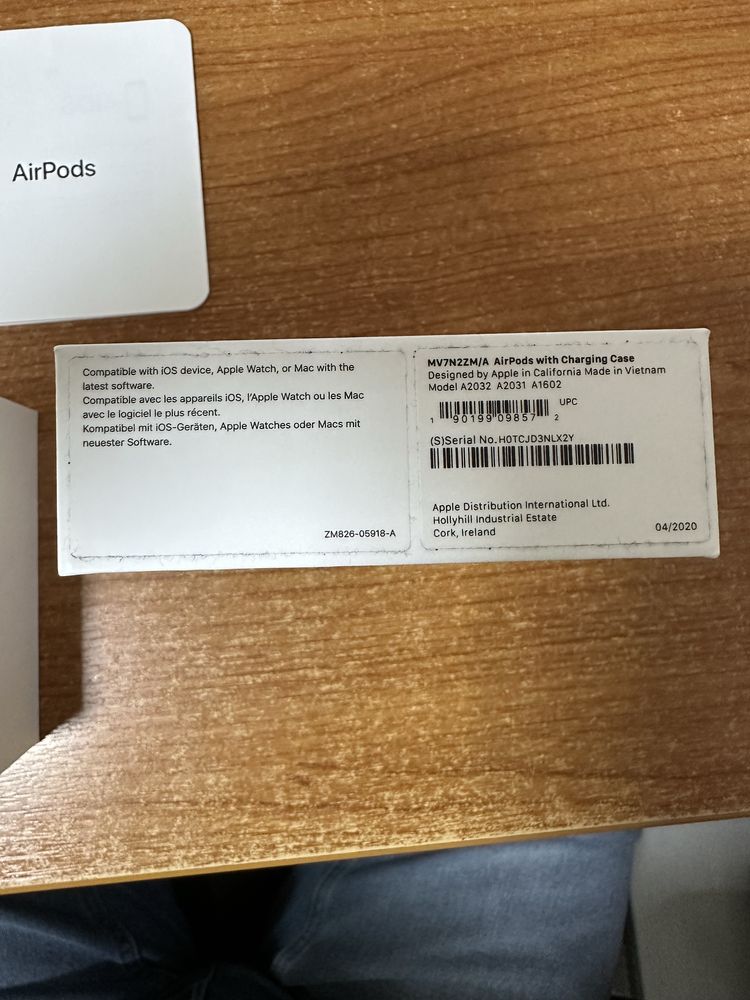 AirPods
Compatible with iOS device, Apple Watch, or Mac with the
latest software.
Compatible avec les appareils iOS, l'Apple Watch ou les Mac
avec le logiciel le plus récent.
Kompatibel mit iOS-Geräten, Apple Watches oder Macs mit
neuester Software.
ZM826-05918-A
MV7N2ZM/A AirPods with Charging Case
Designed by Apple in California Made in Vietnam
Model A2032 A2031 A1602
UPC
1 90199 09857 2
(S)Serial No. H0TCJD3NLX2Y
Apple Distribution International Ltd.
Hollyhill Industrial Estate
Cork, Ireland
04/2020